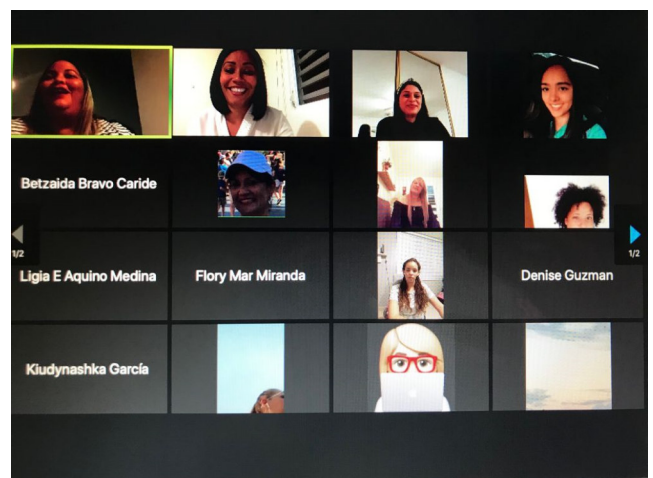 Betzaida Bravo Caride
1/2
1/2
Ligia E Aquino Medina
Flory Mar Miranda
Denise Guzman
Kiudynashka García